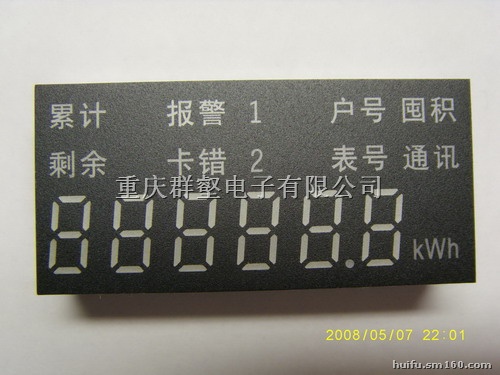 累计 报警 1 户号 囤积
剩余 卡错 2 表号 通讯
重庆群壑电子有限公司
888888.8 kWh
2008/05/07 22:01
huifu.sm160.com